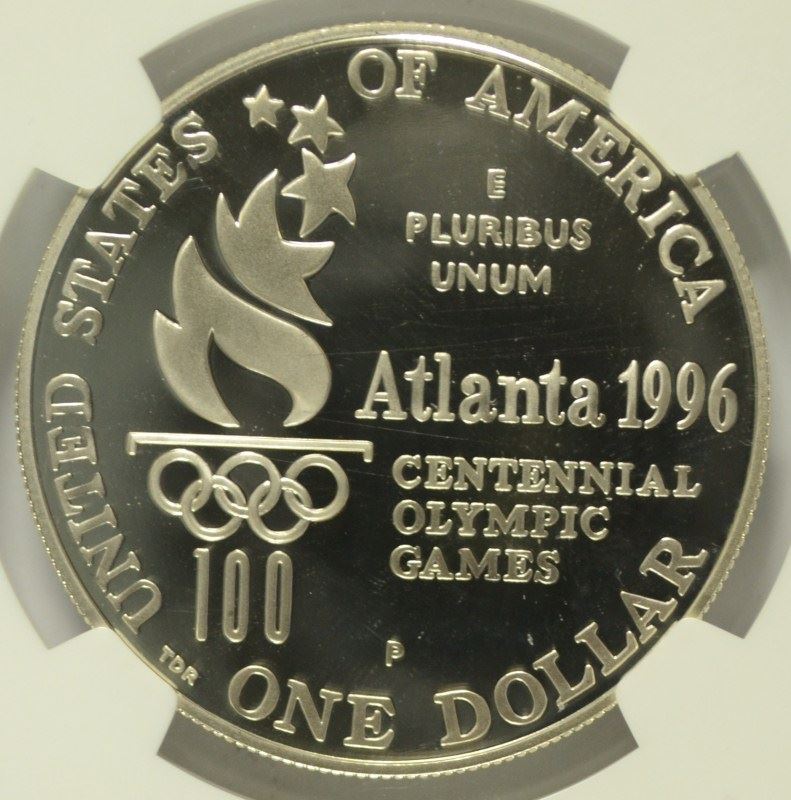 UNITED STATES OF AMERICA
E
PLURIBUS
UNUM
Atlanta 1996
CENTENNIAL
OLYMPIC
GAMES
100
P
TDR
ONE DOLLAR